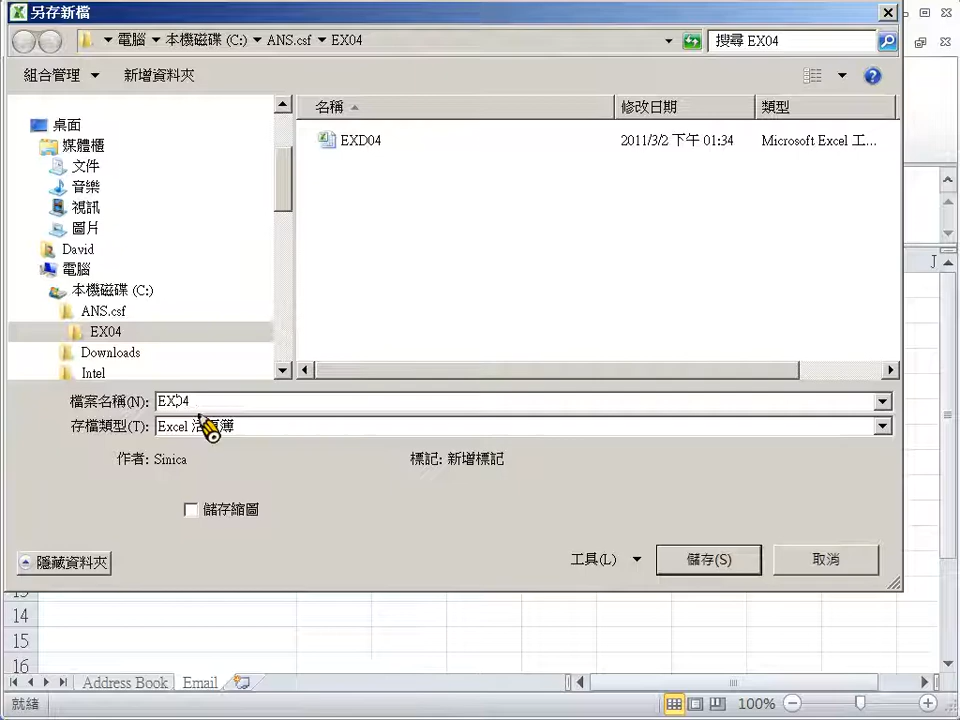 另存新檔
電腦 本機磁碟 (C:) ANS.csf EX04
搜尋 EX04
組合管理 新增資料夾
名稱 修改日期 類型
EXD04 2011/3/2 下午 01:34 Microsoft Excel 工...
桌面
媒體櫃
文件
音樂
視訊
圖片
David
電腦
本機磁碟 (C:)
ANS.csf
EX04
Downloads
Intel
檔案名稱(N): EX04
存檔類型(T): Excel 活頁簿
作者: Sinica 標記: 新增標記
儲存縮圖
隱藏資料夾 工具(L) 儲存(S) 取消
J
14
15
16
Address Book Email
就緒 100%